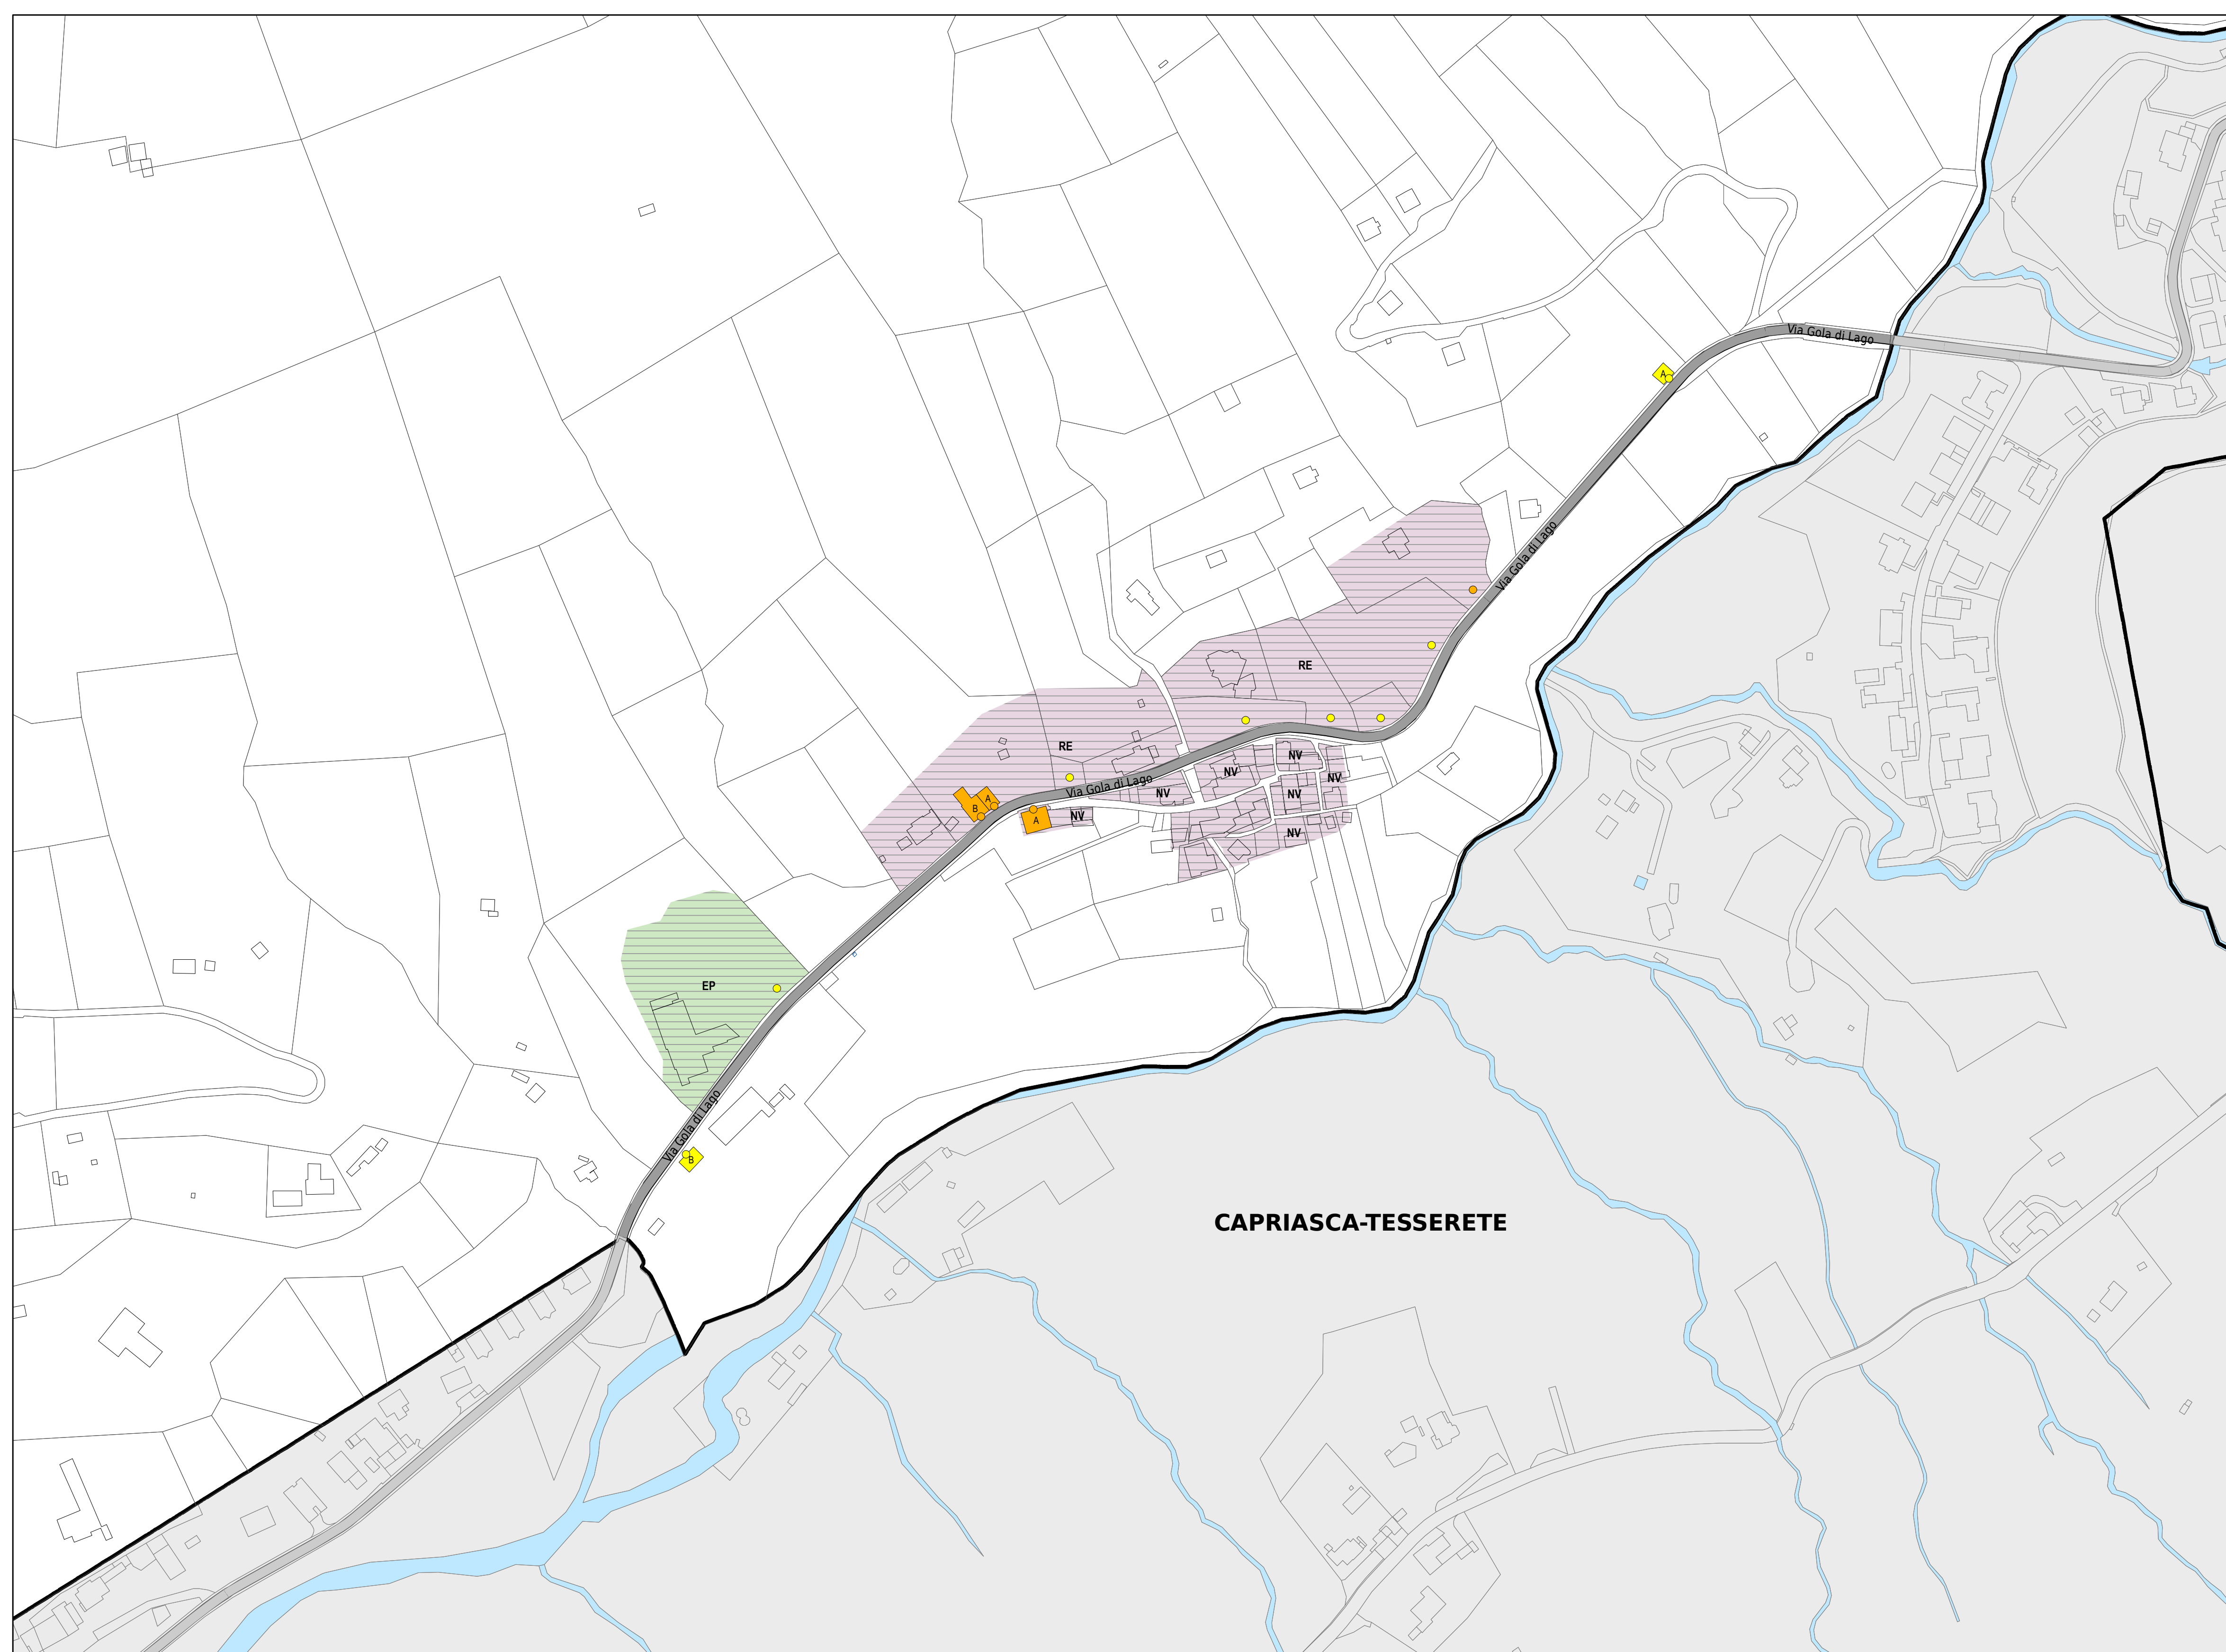 Via Gola di Lago
A
Via Gola di Lago
RE
RE
NV
NV
NV
Via Gola di Lago
NV
NV
A
B
NV
A
NV
EP
Via Gola di Lago
B
CAPRIASCA-TESSERETE